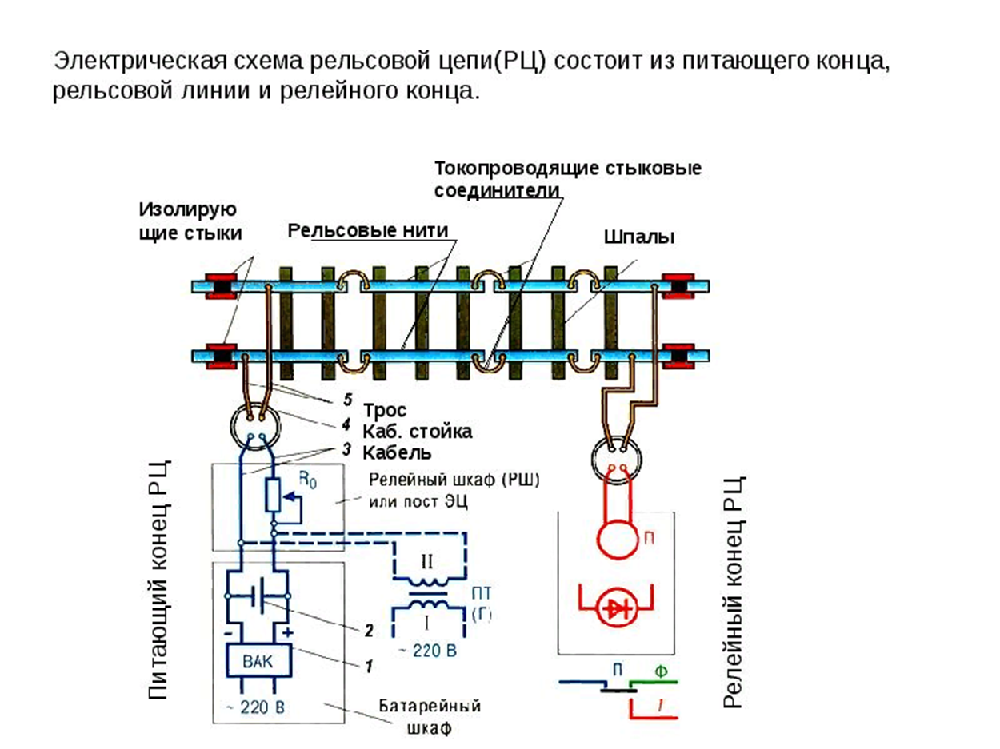 Электрическая схема рельсовой цепи(РЦ) состоит из питающего конца,
рельсовой линии и релейного конца.
Токопроводящие стыковые
соединители
Изолирую
щие стыки
Рельсовые нити
Шпалы
5
4
3
Трос
Каб. стойка
Кабель
R0
Релейный шкаф (РШ)
или пост ЭЦ
Питающий конец РЦ
II
I
ПТ
(Г)
~ 220 В
2
1
- +
ВАК
~ 220 В
Батарейный
шкаф
П
П
Ф
Л
Релейный конец РЦ